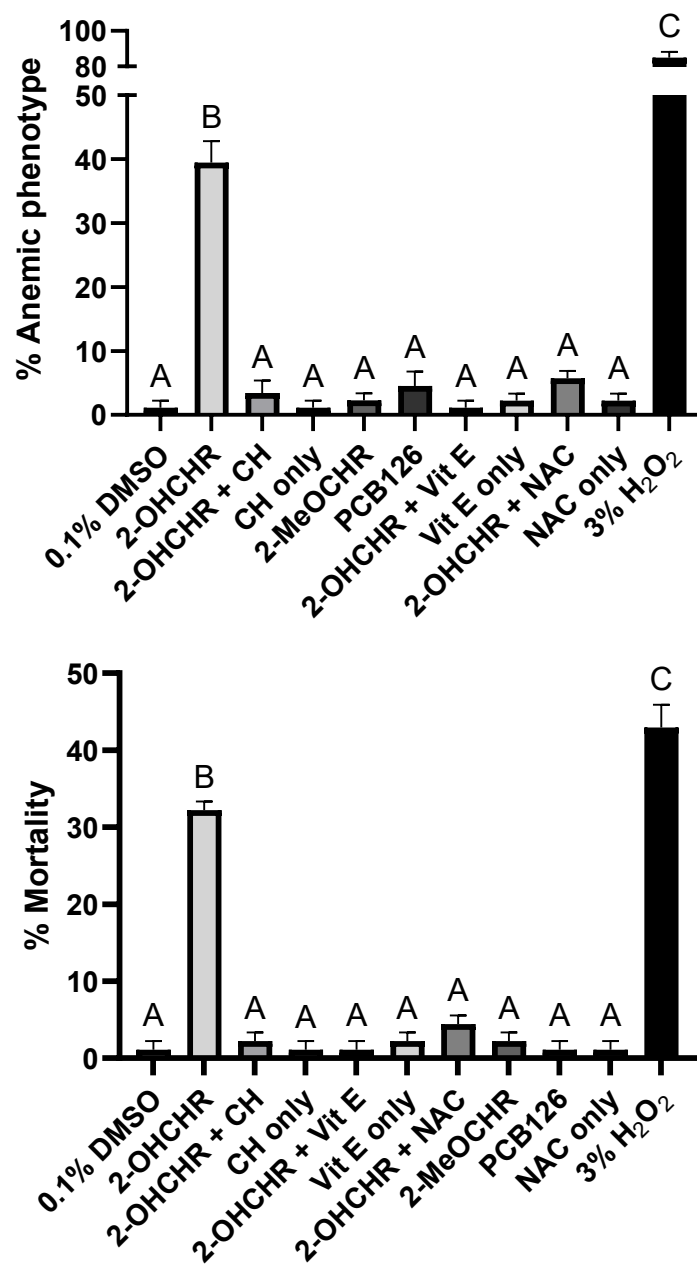 % Anemic phenotype
100
80
50
40
30
20
10
0
A
B
A
A
A
A
A
A
A
A
C
0.1% DMSO
2-OHCHR
2-OHCHR + CH
CH only
2-MeOCHR
PCB126
2-OHCHR + Vit E
Vit E only
2-OHCHR + NAC
NAC only
3% H₂O₂
% Mortality
50
40
30
20
10
0
A
B
A
A
A
A
A
A
A
A
C
0.1% DMSO
2-OHCHR
2-OHCHR + CH
CH only
2-OHCHR + Vit E
Vit E only
2-OHCHR + NAC
2-MeOCHR
PCB126
NAC only
3% H₂O₂